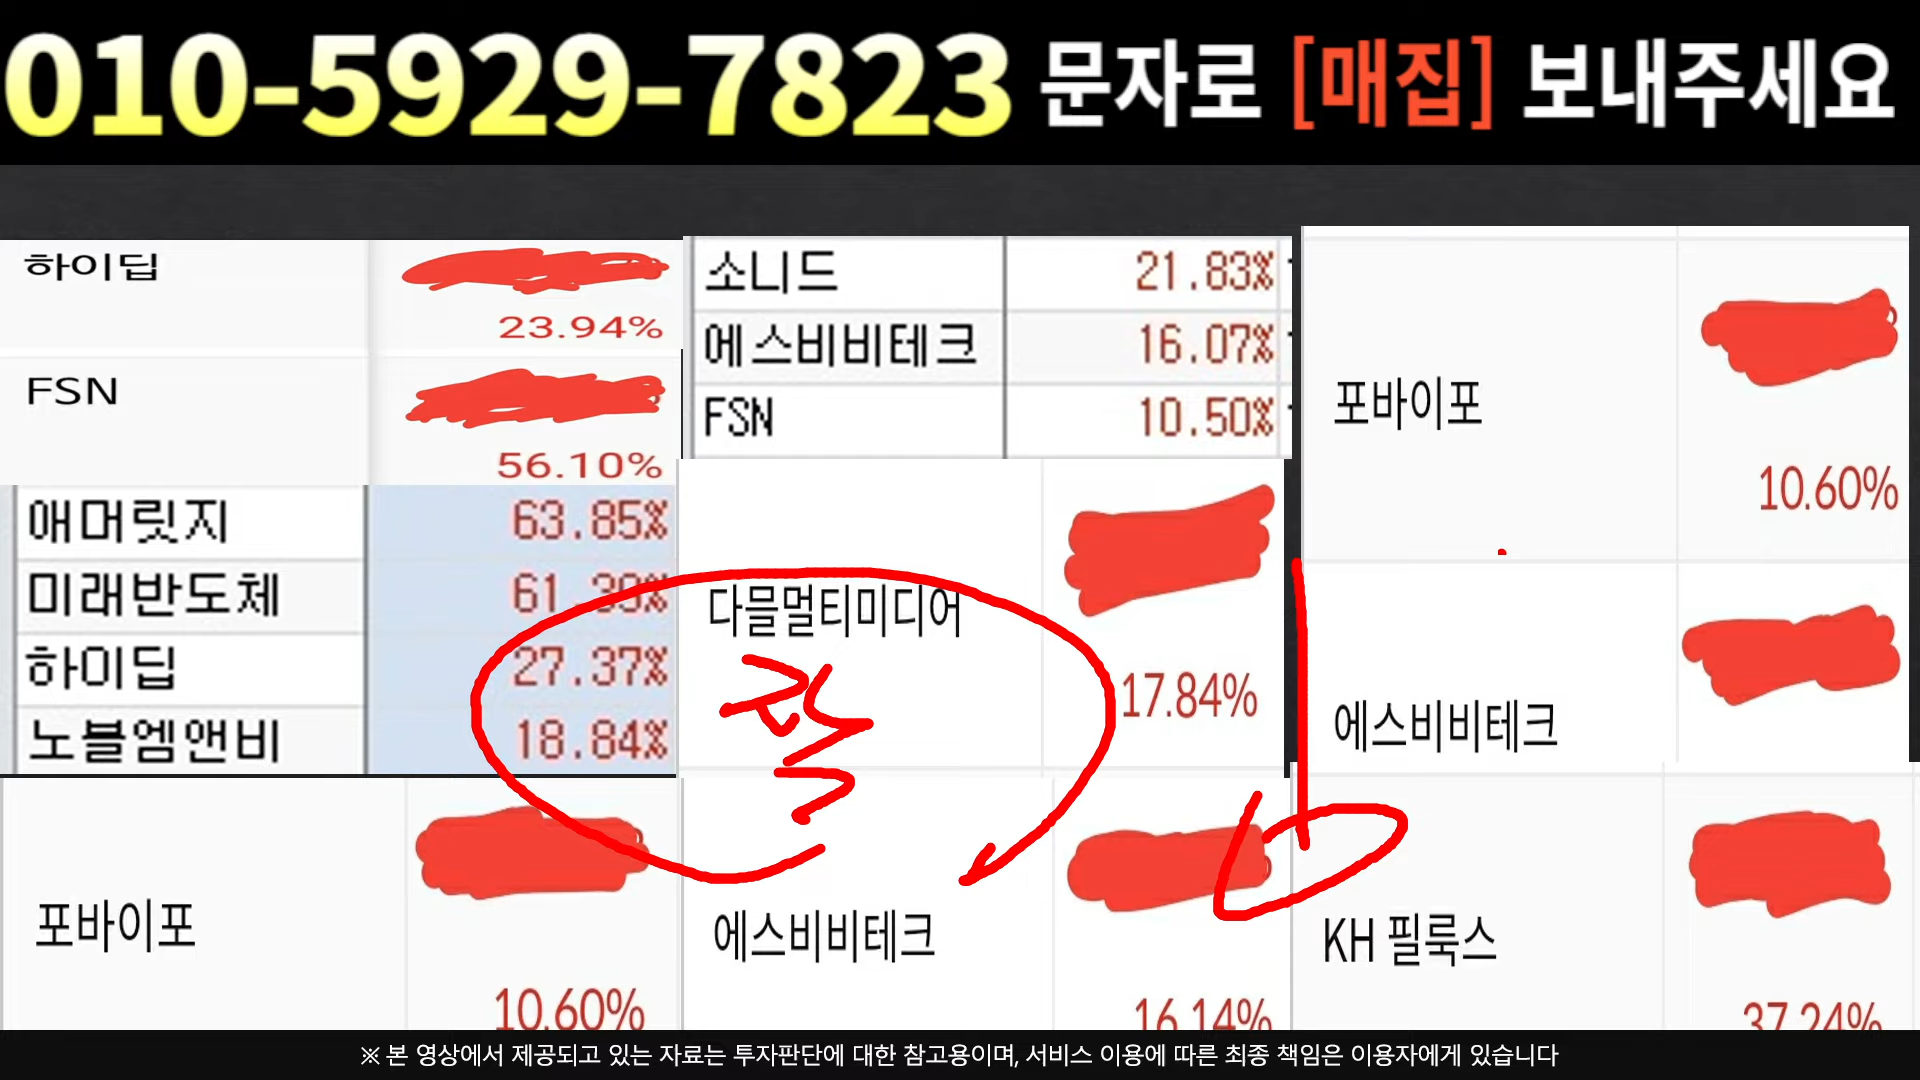 010-5929-7823 문자로 [매집] 보내주세요
하이딥
23.94%
FSN
56.10%
애머릿지 63.85%
미래반도체 61.39%
하이딥 27.37%
노블엠앤비 18.84%
소니드 21.83%
에스비비테크 16.07%
FSN 10.50%
다믈멀티미디어
17.84%
포바이포
10.60%
에스비비테크
포바이포
10.60%
에스비비테크
16.14%
KH 필룩스
37.24%
※ 본 영상에서 제공되고 있는 자료는 투자판단에 대한 참고용이며, 서비스 이용에 따른 최종 책임은 이용자에게 있습니다